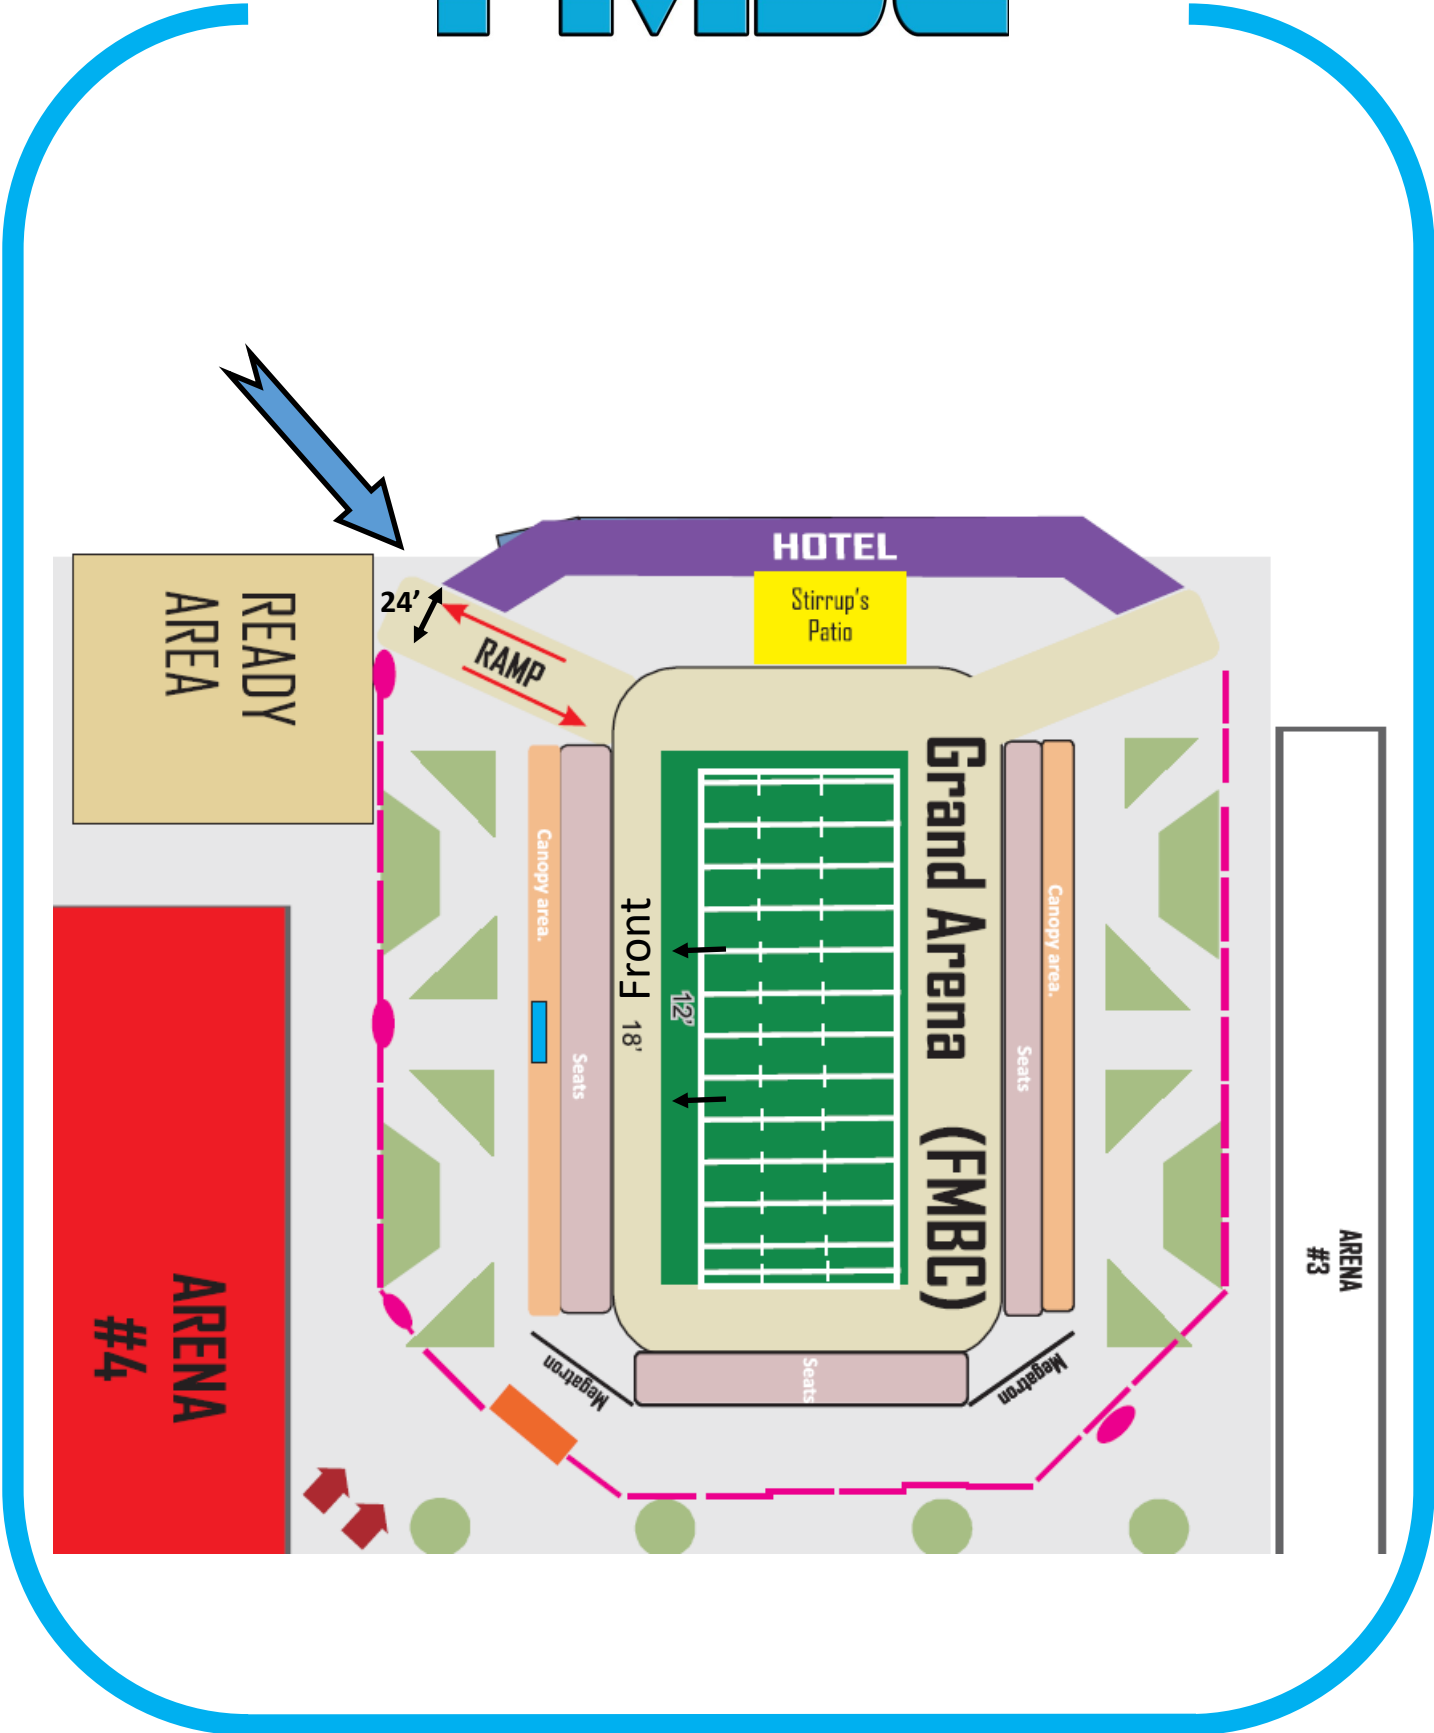 HOTEL
Stirrup's
Patio
24'
RAMP
READY
AREA
Grand Arena (FMBC)
Canopy area.
Seats
Front
12'
18'
Seats
Canopy area.
ARENA
#3
ARENA
#4
Megatron
Seats
Megatron